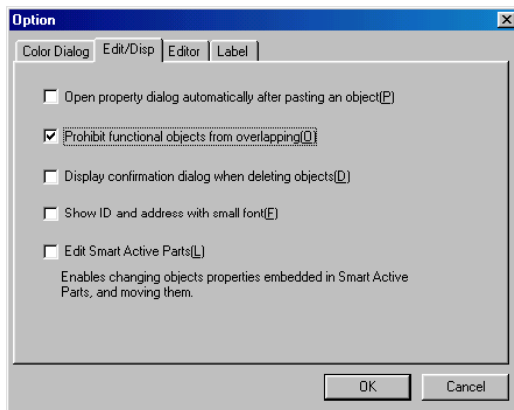 Option
Color Dialog Edit/Disp Editor Label
Open property dialog automatically after pasting an object(P)
Prohibit functional objects from overlapping(O)
Display confirmation dialog when deleting objects(D)
Show ID and address with small font(F)
Edit Smart Active Parts(L)
Enables changing objects properties embedded in Smart Active
Parts, and moving them.
OK Cancel